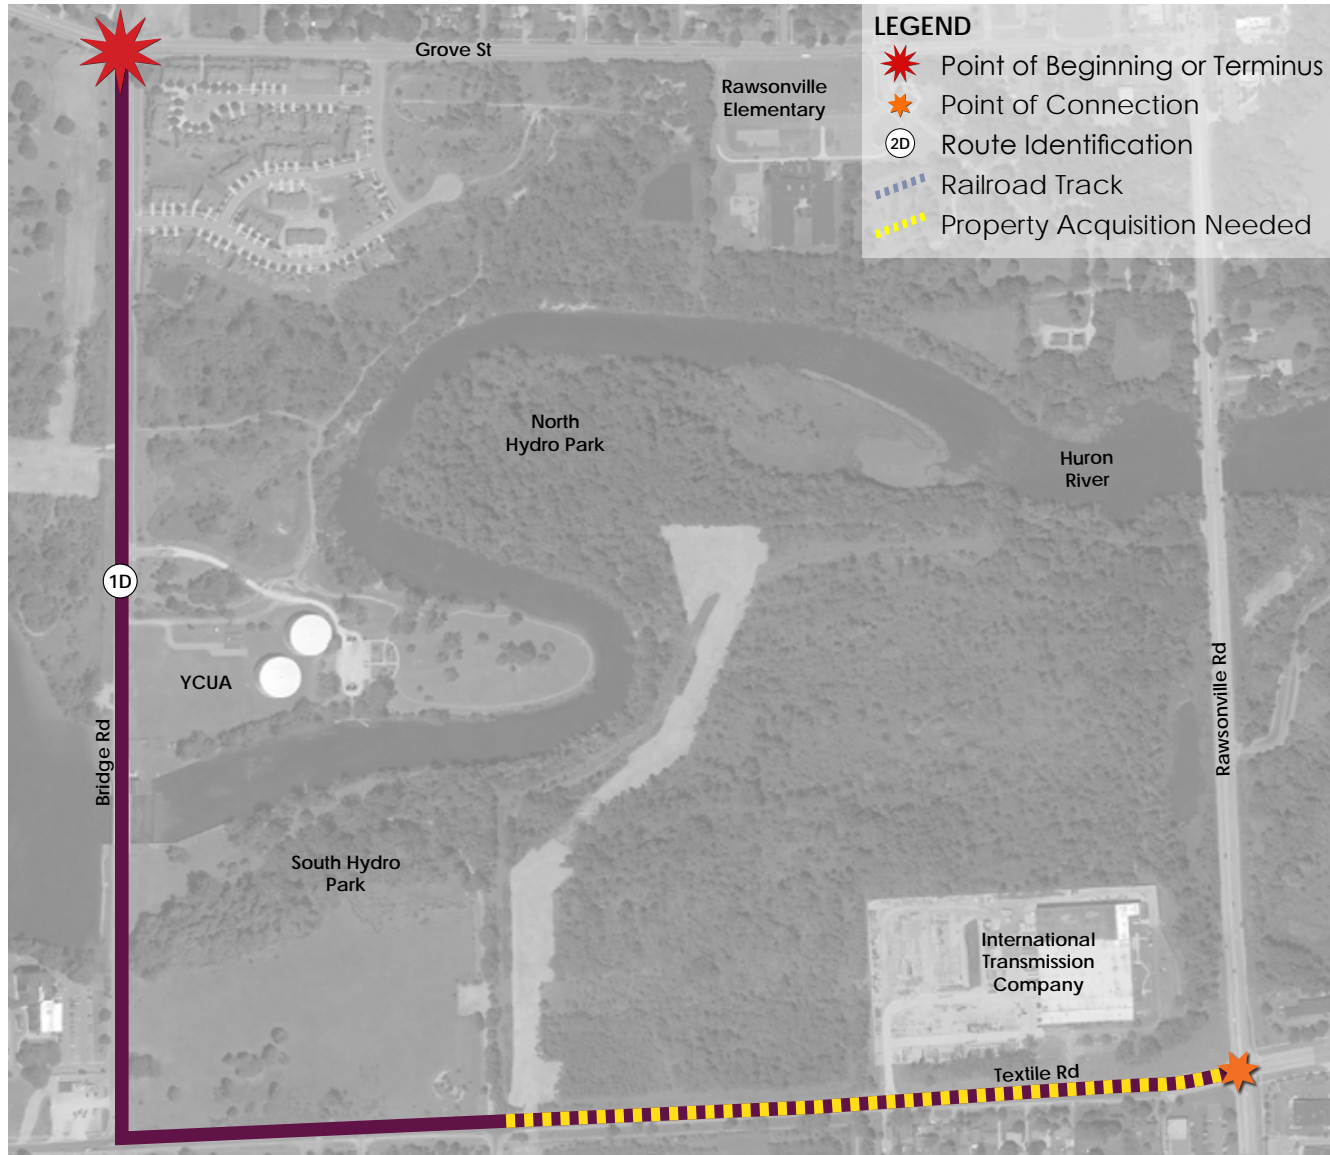 Grove St
Rawsonville
Elementary
LEGEND
Point of Beginning or Terminus
Point of Connection
2D
Route Identification
Railroad Track
Property Acquisition Needed
North
Hydro Park
Huron
River
1D
YCUA
Bridge Rd
Rawsonville Rd
South Hydro
Park
International
Transmission
Company
Textile Rd